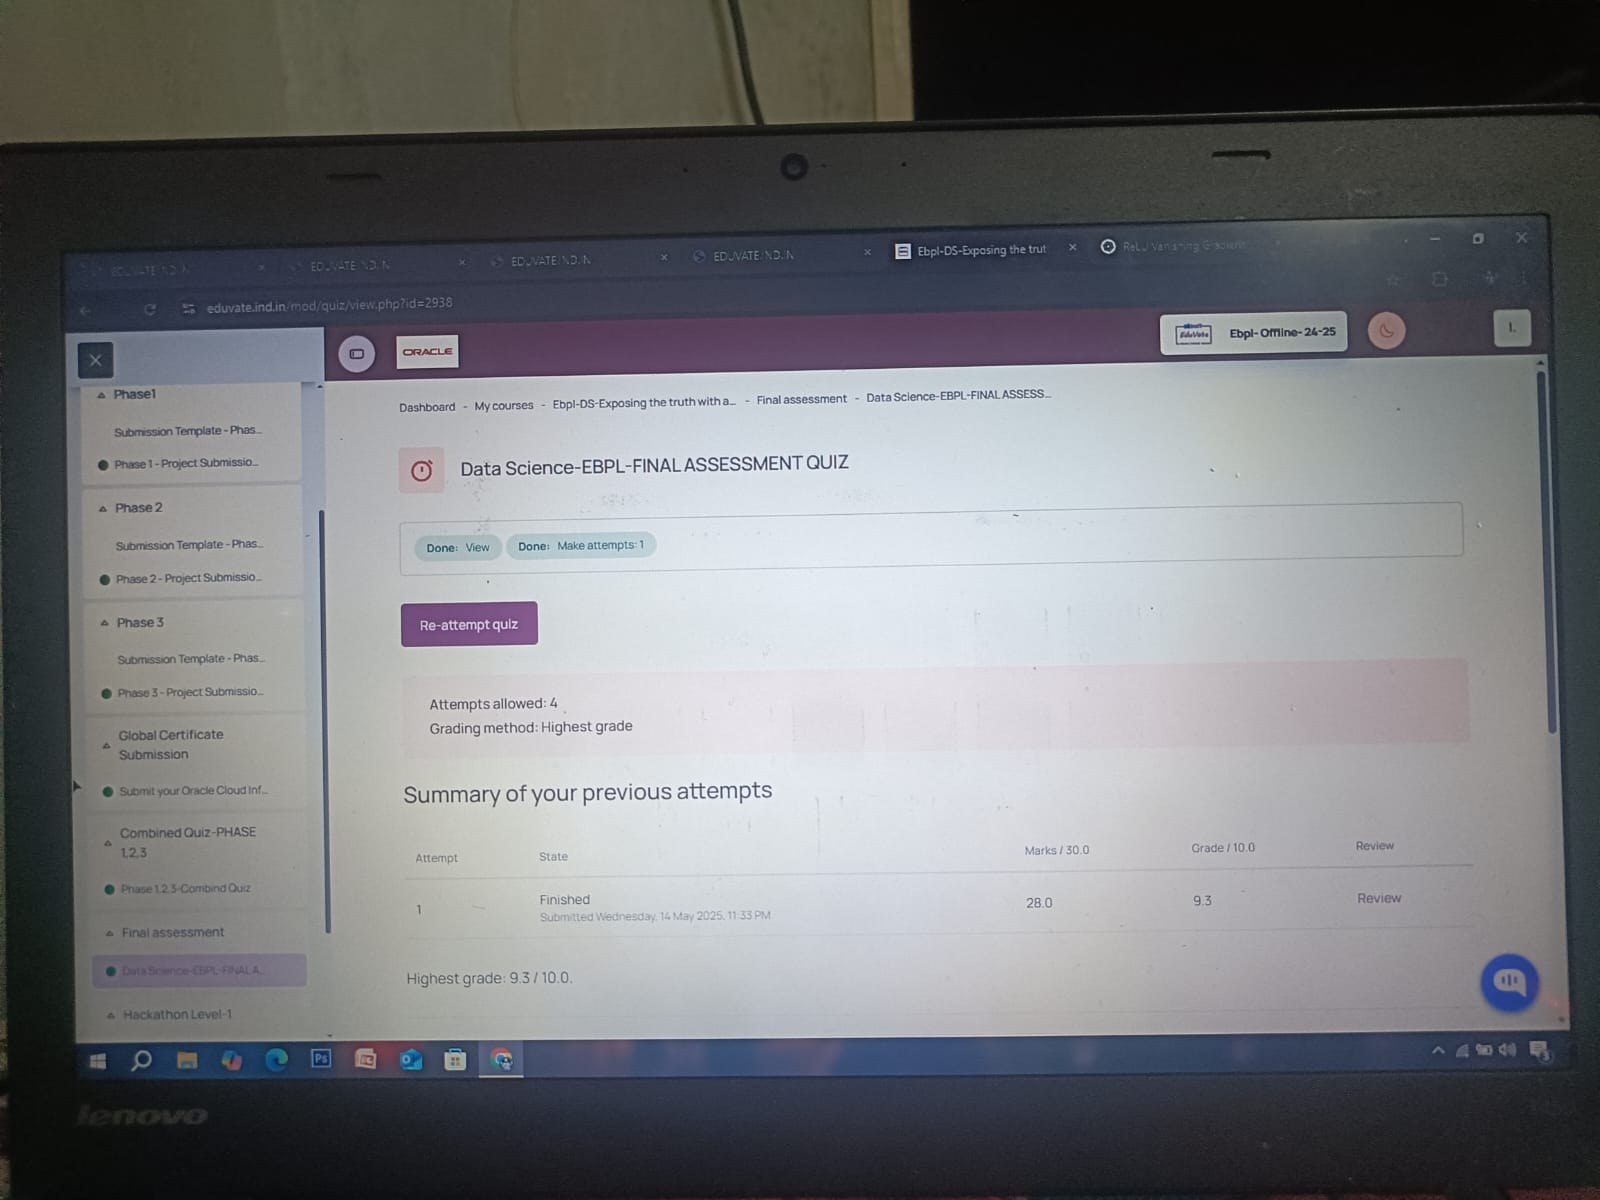 EDUVATE.IND.IN
EDUVATE.IND.IN
EDUVATE.IND.IN
EDUVATE.IND.IN
Ebpl-DS-Exposing the trut
ReLU Vanishing Gradient
eduvate.ind.in/mod/quiz/view.php?id=2938
ORACLE
EduVate
Ebpl- Offline- 24-25
I.
Phase1
Submission Template - Phas...
Phase 1 - Project Submissio...
Phase 2
Submission Template - Phas...
Phase 2 - Project Submissio...
Phase 3
Submission Template - Phas...
Phase 3 - Project Submissio...
Global Certificate
Submission
Submit your Oracle Cloud Inf...
Combined Quiz-PHASE
1,2,3
Phase 1,2,3-Combind Quiz
Final assessment
Data Science-EBPL-FINAL A...
Hackathon Level-1
Dashboard - My courses - Ebpl-DS-Exposing the truth with a... - Final assessment - Data Science-EBPL-FINAL ASSESS...
Data Science-EBPL-FINAL ASSESSMENT QUIZ
Done: View Done: Make attempts: 1
Re-attempt quiz
Attempts allowed: 4
Grading method: Highest grade
Summary of your previous attempts
Attempt State Marks / 30.0 Grade / 10.0 Review
1 Finished 28.0 9.3 Review
Submitted Wednesday, 14 May 2025, 11:33 PM
Highest grade: 9.3 / 10.0.
Ps
3
lenovo